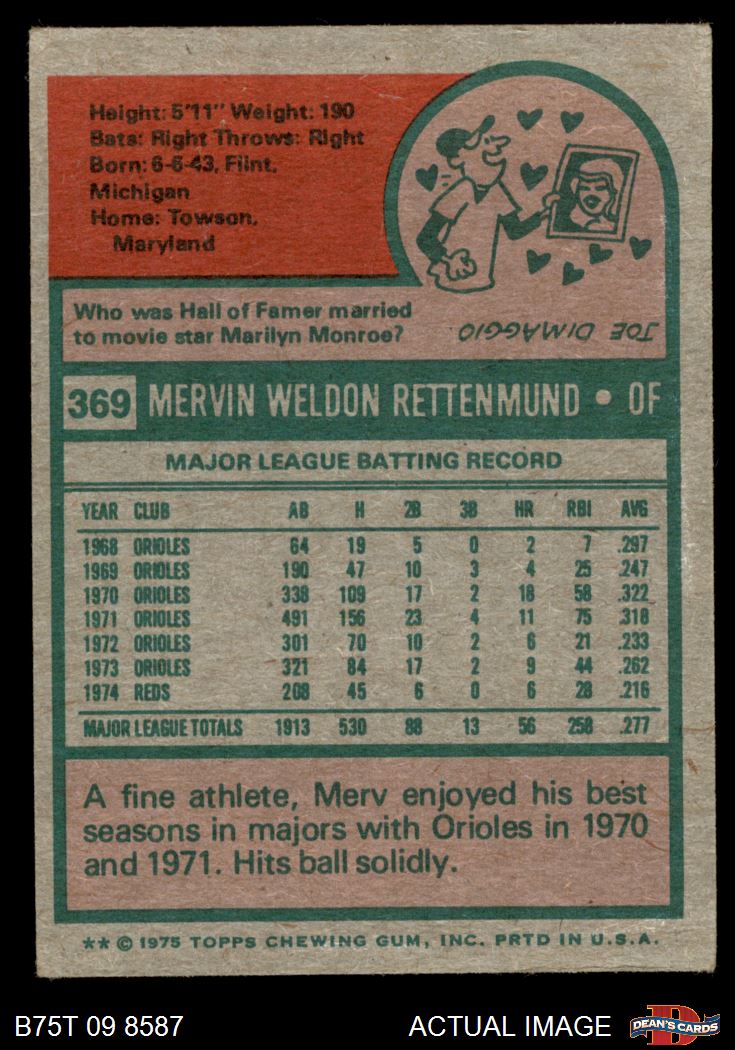 Height: 5'11" Weight: 190
Bats: Right Throws: Right
Born: 6-6-43, Flint,
Michigan
Home: Towson,
Maryland
Who was Hall of Famer married
to movie star Marilyn Monroe?
JOE DIMAGGIO.
369 MERVIN WELDON RETTENMUND • OF
MAJOR LEAGUE BATTING RECORD
YEAR CLUB AB H 2B 3B HR RBI AVG
1968 ORIOLES 64 19 5 0 2 7 .297
1969 ORIOLES 190 47 10 3 4 25 .247
1970 ORIOLES 338 109 17 2 18 58 .322
1971 ORIOLES 491 156 23 4 11 75 .318
1972 ORIOLES 301 70 10 2 6 21 .233
1973 ORIOLES 321 84 17 2 9 44 .262
1974 REDS 208 45 6 0 6 28 .216
MAJOR LEAGUE TOTALS 1913 530 88 13 56 258 .277
A fine athlete, Merv enjoyed his best
seasons in majors with Orioles in 1970
and 1971. Hits ball solidly.
** © 1975 TOPPS CHEWING GUM, INC. PRTD IN U.S.A.
B75T 09 8587 ACTUAL IMAGE D DEAN'S CARDS